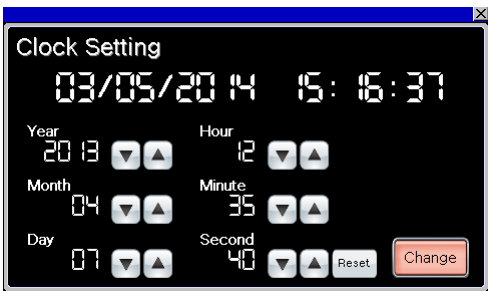 Clock Setting
03/05/2014 15:16:37
Year Hour
2013 12
Month Minute
04 35
Day Second
07 40 Reset Change